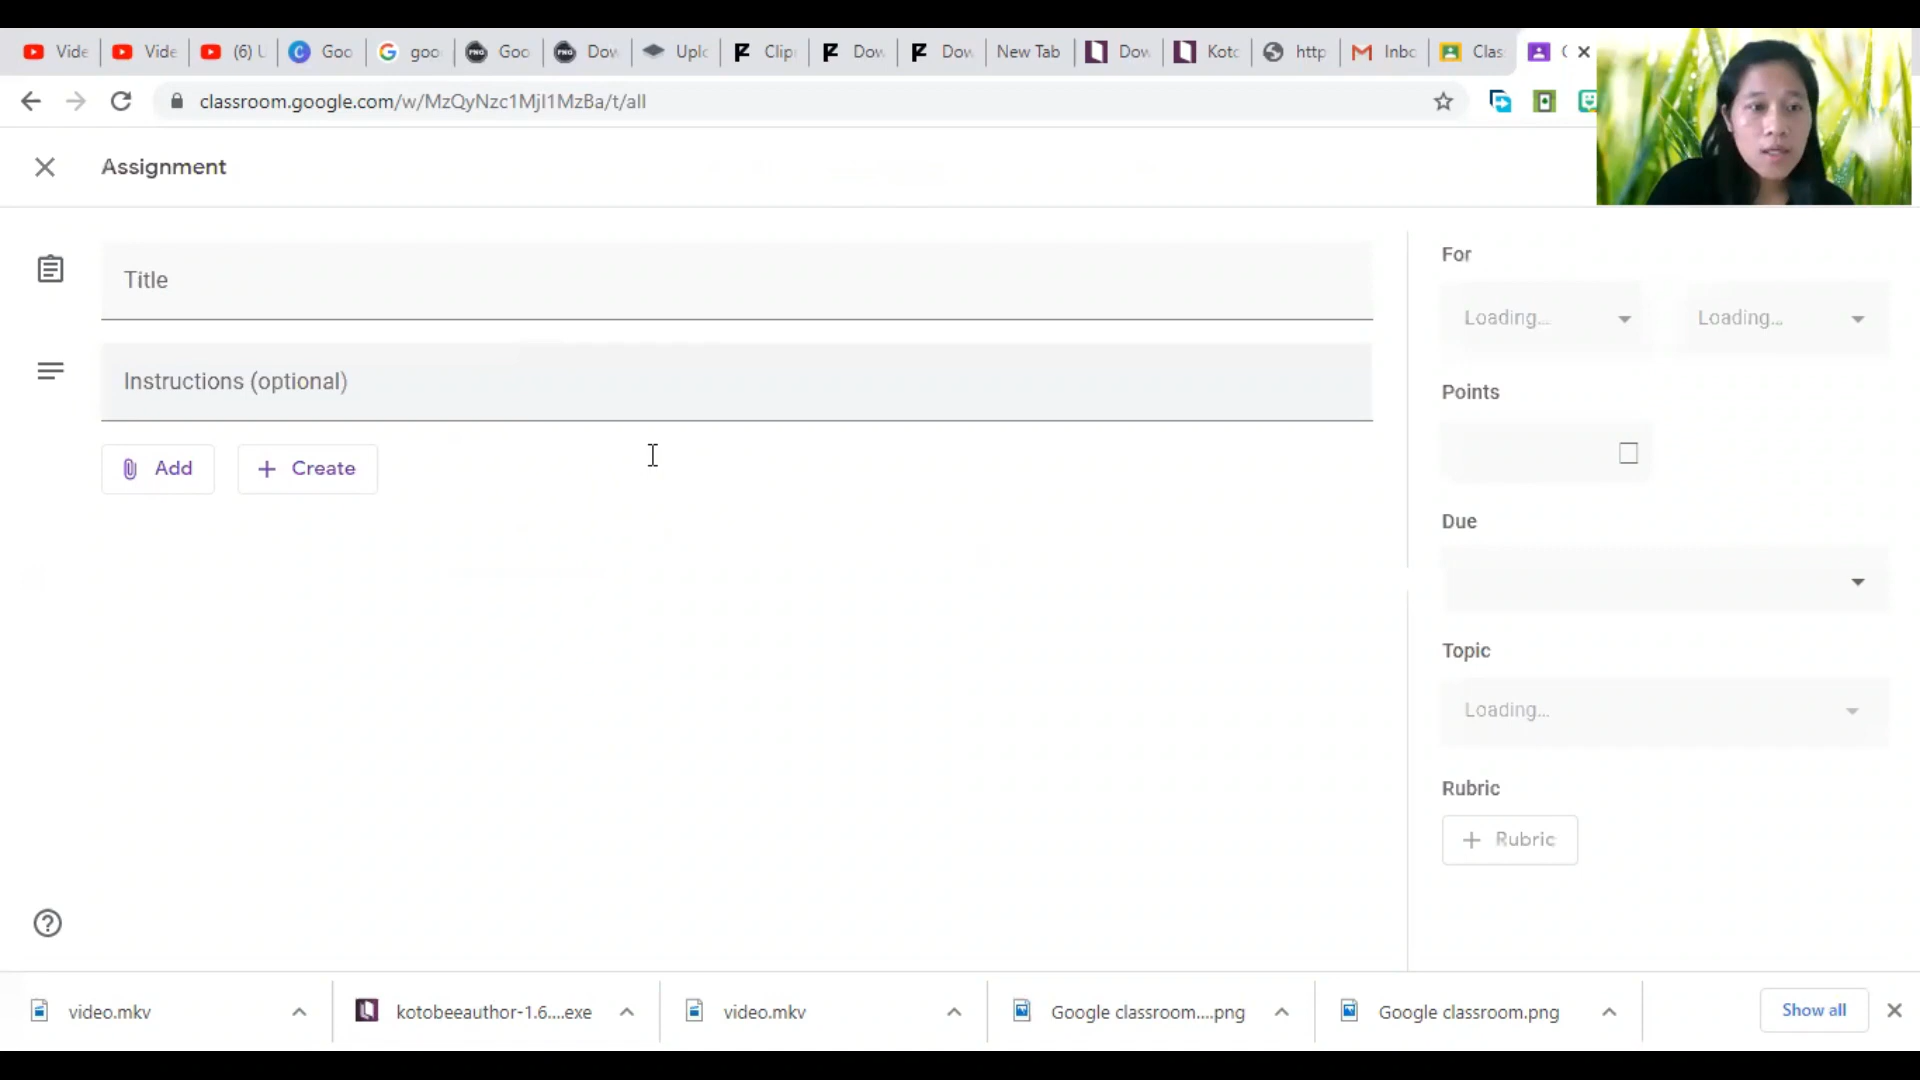 Vide
Vide
(6) U
Goo
goo
Goo
Dow
Uplo
Clip
Dow
Dow
New Tab
Dow
Koto
http
Inbc
Clas
classroom.google.com/w/MzQyNzc1MjI1MzBa/t/all
Assignment
Title
Instructions (optional)
Add
Create
For
Loading...
Loading...
Points
Due
Topic
Loading...
Rubric
Rubric
video.mkv
kotobeeauthor-1.6....exe
video.mkv
Google classroom....png
Google classroom.png
Show all